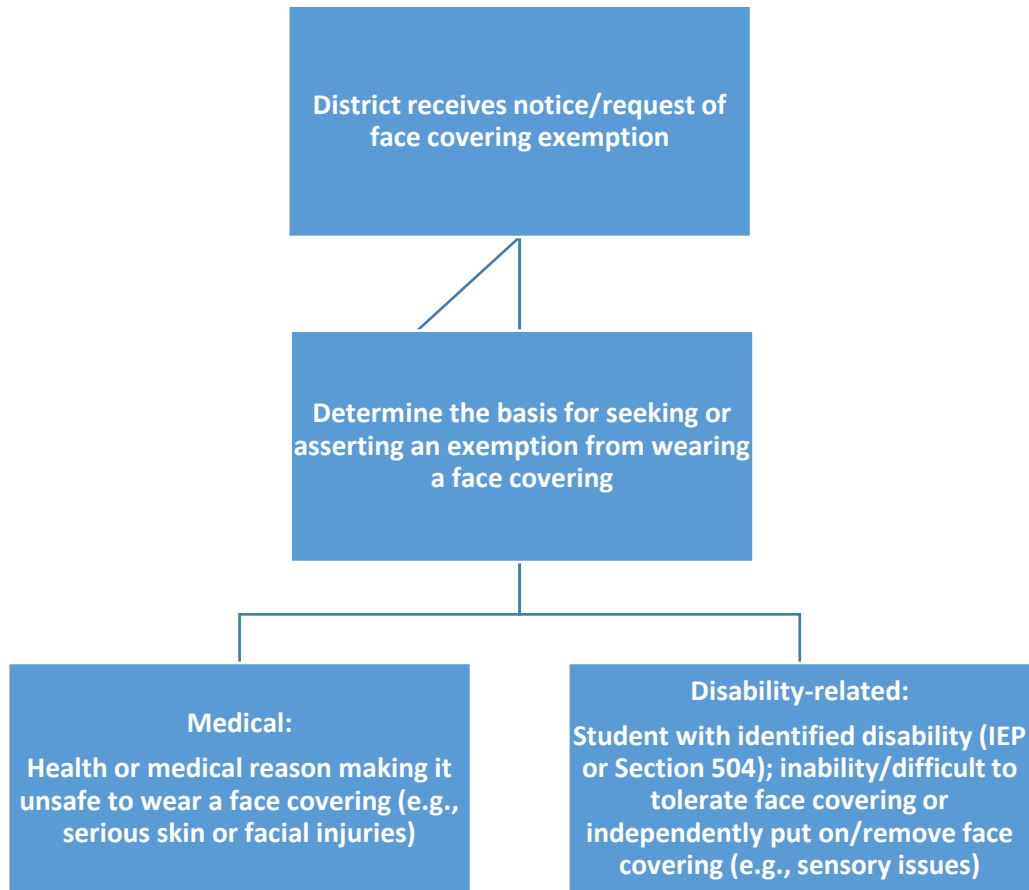 District receives notice/request of
face covering exemption
Determine the basis for seeking or
asserting an exemption from wearing
a face covering
Medical:
Health or medical reason making it
unsafe to wear a face covering (e.g.,
serious skin or facial injuries)
Disability-related:
Student with identified disability (IEP
or Section 504); inability/difficult to
tolerate face covering or
independently put on/remove face
covering (e.g., sensory issues)